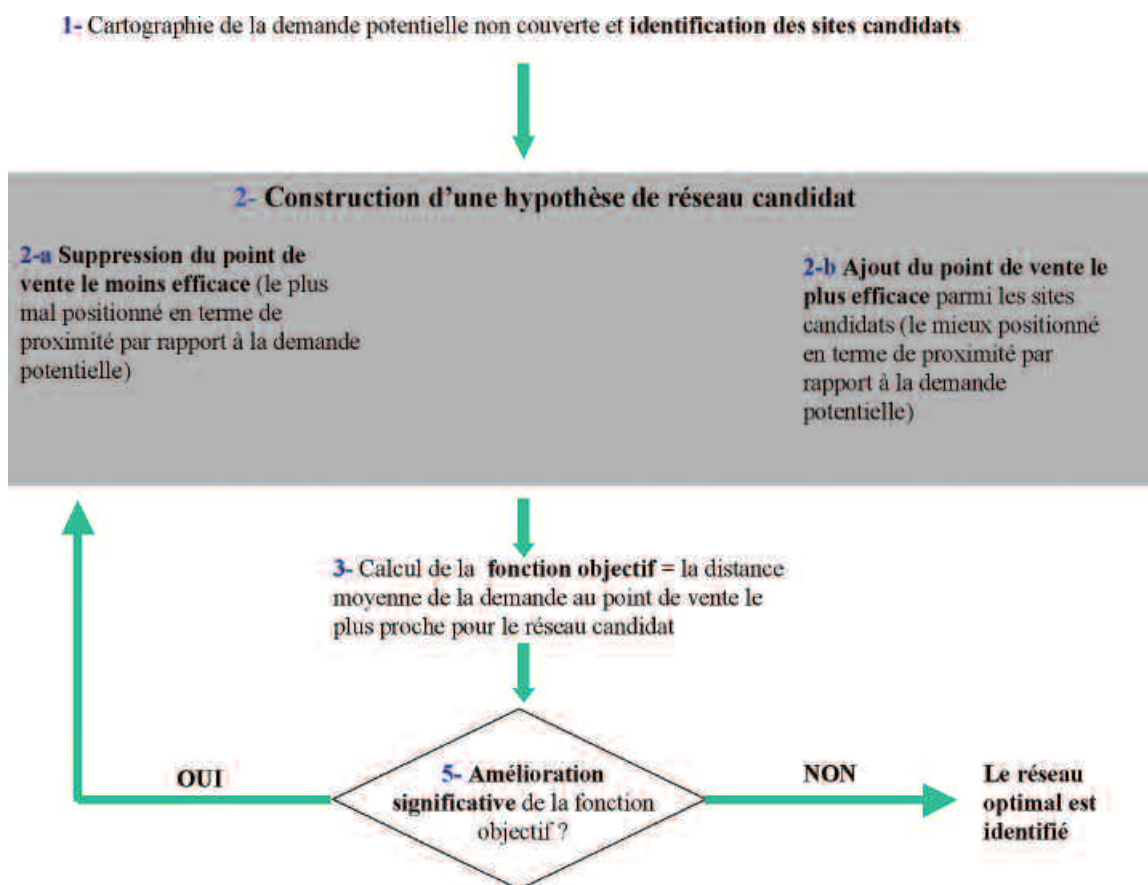 1- Cartographie de la demande potentielle non couverte et identification des sites candidats
2- Construction d'une hypothèse de réseau candidat
2-a Suppression du point de
vente le moins efficace (le plus
mal positionné en terme de
proximité par rapport à la demande
potentielle)
2-b Ajout du point de vente le
plus efficace parmi les sites
candidats (le mieux positionné
en terme de proximité par
rapport à la demande
potentielle)
3- Calcul de la fonction objectif = la distance
moyenne de la demande au point de vente le
plus proche pour le réseau candidat
OUI
5- Amélioration
significative de la fonction
objectif ?
NON
Le réseau
optimal est
identifié